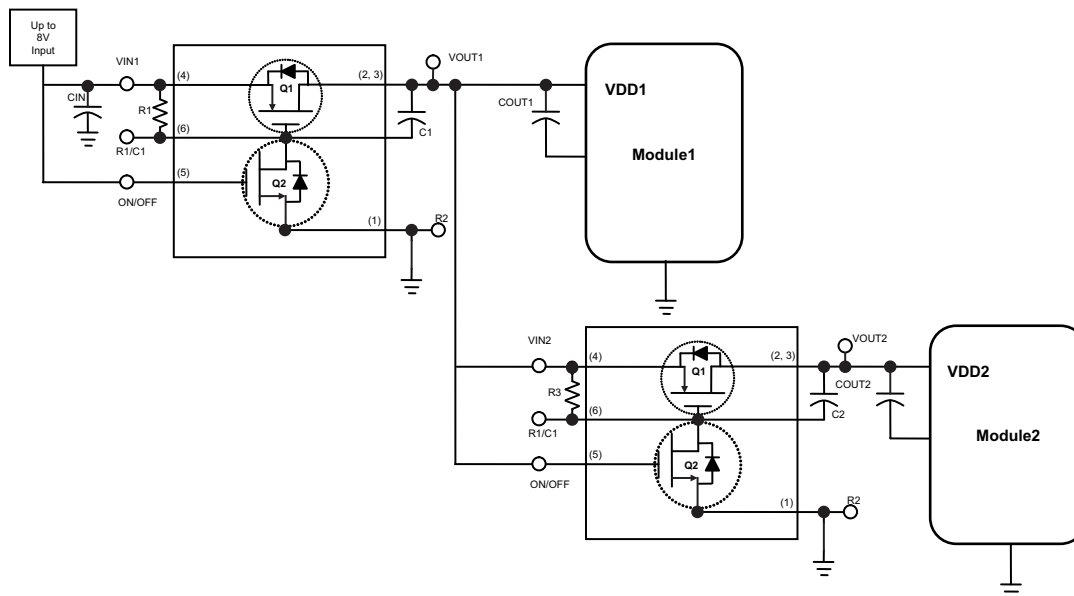 Up to
8V
Input
VIN1
(4)
(2, 3)
VOUT1
CIN
R1
Q1
C1
COUT1
VDD1
R1/C1
(6)
Module1
ON/OFF
(5)
Q2
(1)
R2
VIN2
(4)
(2, 3)
VOUT2
R3
Q1
C2
COUT2
VDD2
R1/C1
(6)
Module2
ON/OFF
(5)
Q2
(1)
R2